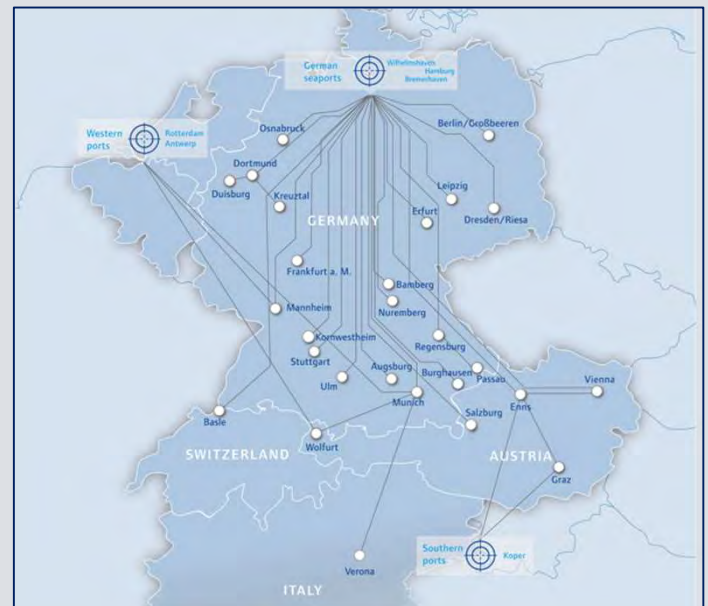 German
seaports
Wilhelmshaven
Hamburg
Bremerhaven
Western
ports
Rotterdam
Antwerp
Osnabruck
Berlin/Großbeeren
Dortmund
Duisburg
Kreuztal
Leipzig
Erfurt
Dresden/Riesa
GERMANY
Frankfurt a. M.
Bamberg
Nuremberg
Mannheim
Kornwestheim
Stuttgart
Regensburg
Ulm
Augsburg
Burghausen
Passau
Vienna
Munich
Enns
Basle
Salzburg
Wolfurt
SWITZERLAND
AUSTRIA
Graz
Southern
ports
Koper
Verona
ITALY